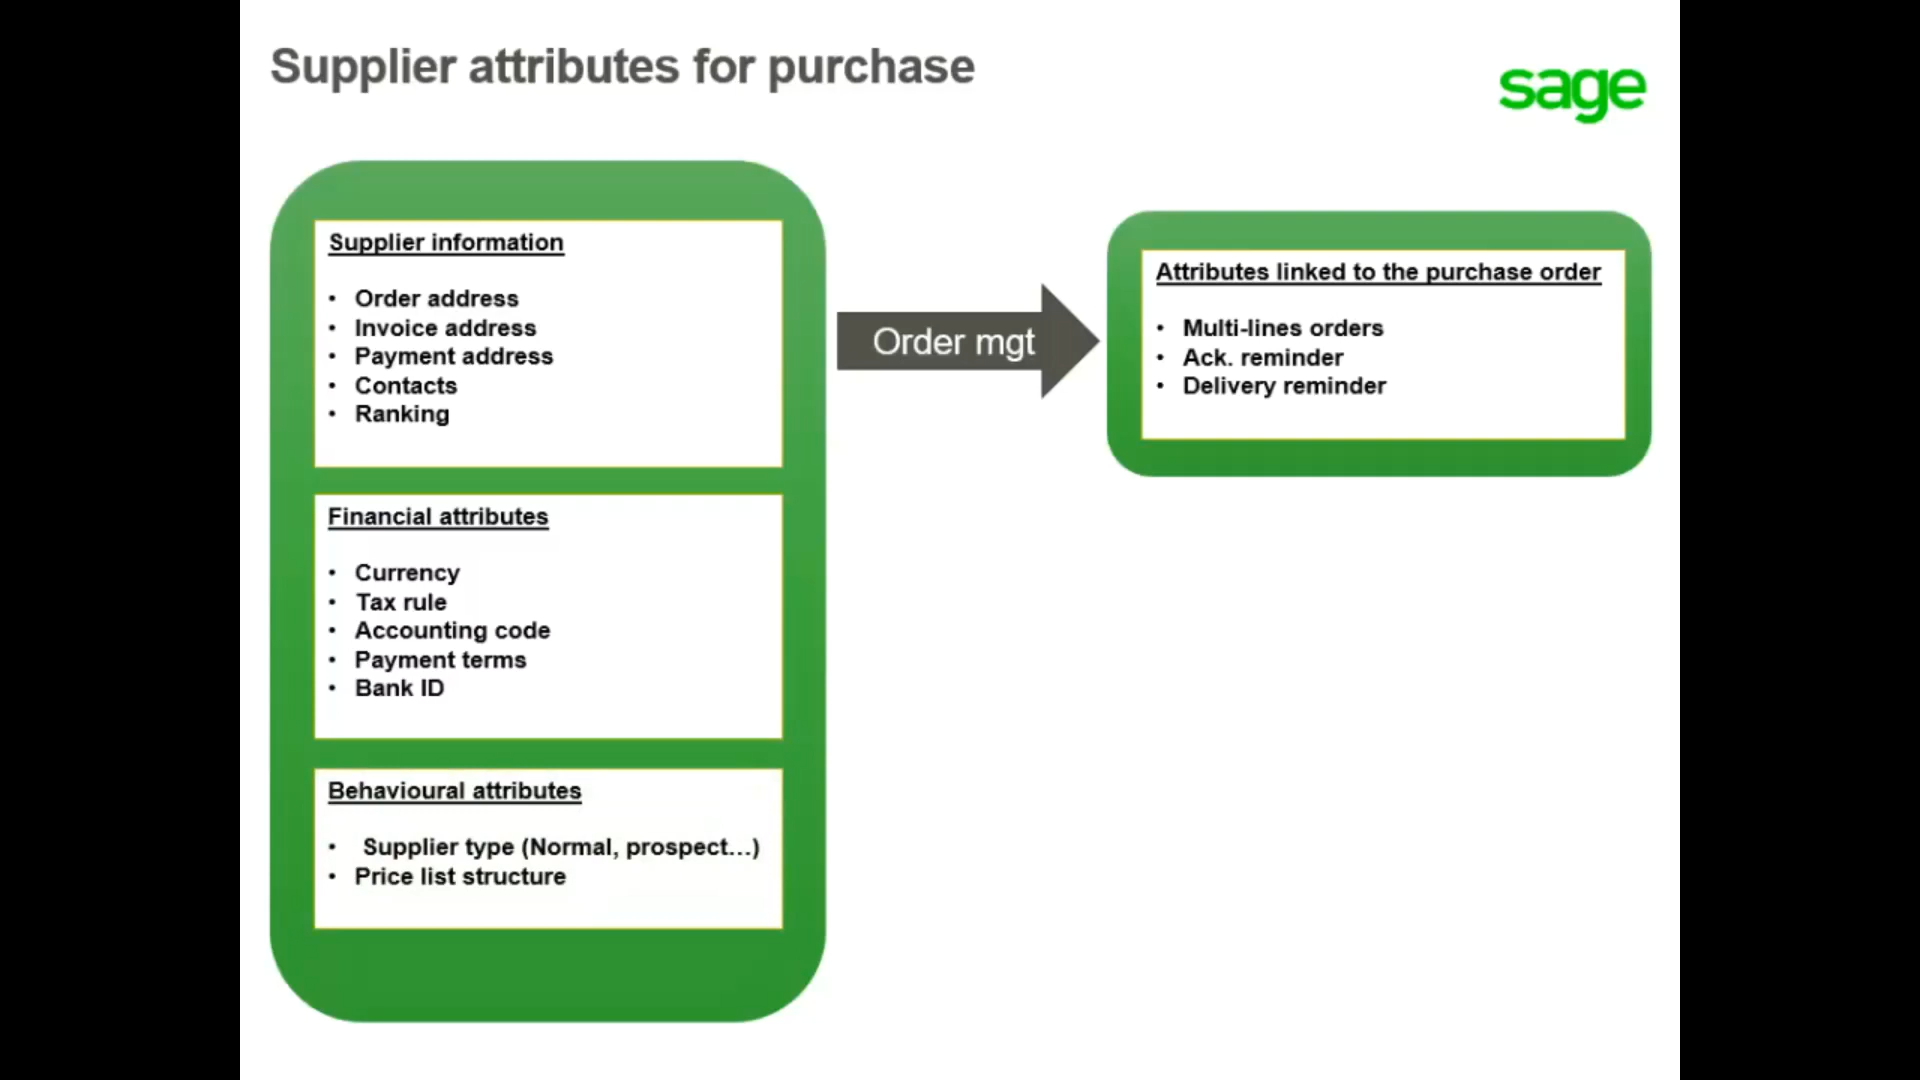 Supplier attributes for purchase
sage
Supplier information
• Order address
• Invoice address
• Payment address
• Contacts
• Ranking
Financial attributes
• Currency
• Tax rule
• Accounting code
• Payment terms
• Bank ID
Behavioural attributes
• Supplier type (Normal, prospect...)
• Price list structure
Order mgt
Attributes linked to the purchase order
• Multi-lines orders
• Ack. reminder
• Delivery reminder